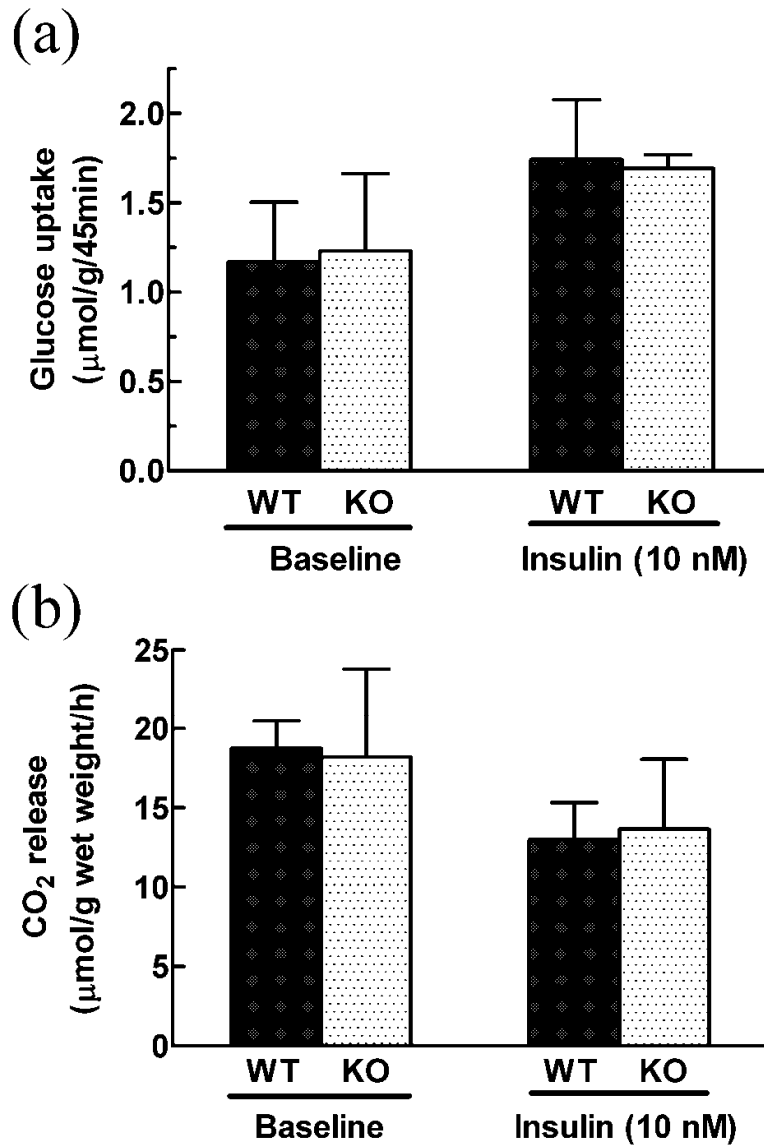 (a)
Glucose uptake
(μmol/g/45min)
2.0
1.5
1.0
0.5
0.0
WT KO WT KO
Baseline Insulin (10 nM)
(b)
CO₂ release
(μmol/g wet weight/h)
25
20
15
10
5
0
WT KO WT KO
Baseline Insulin (10 nM)